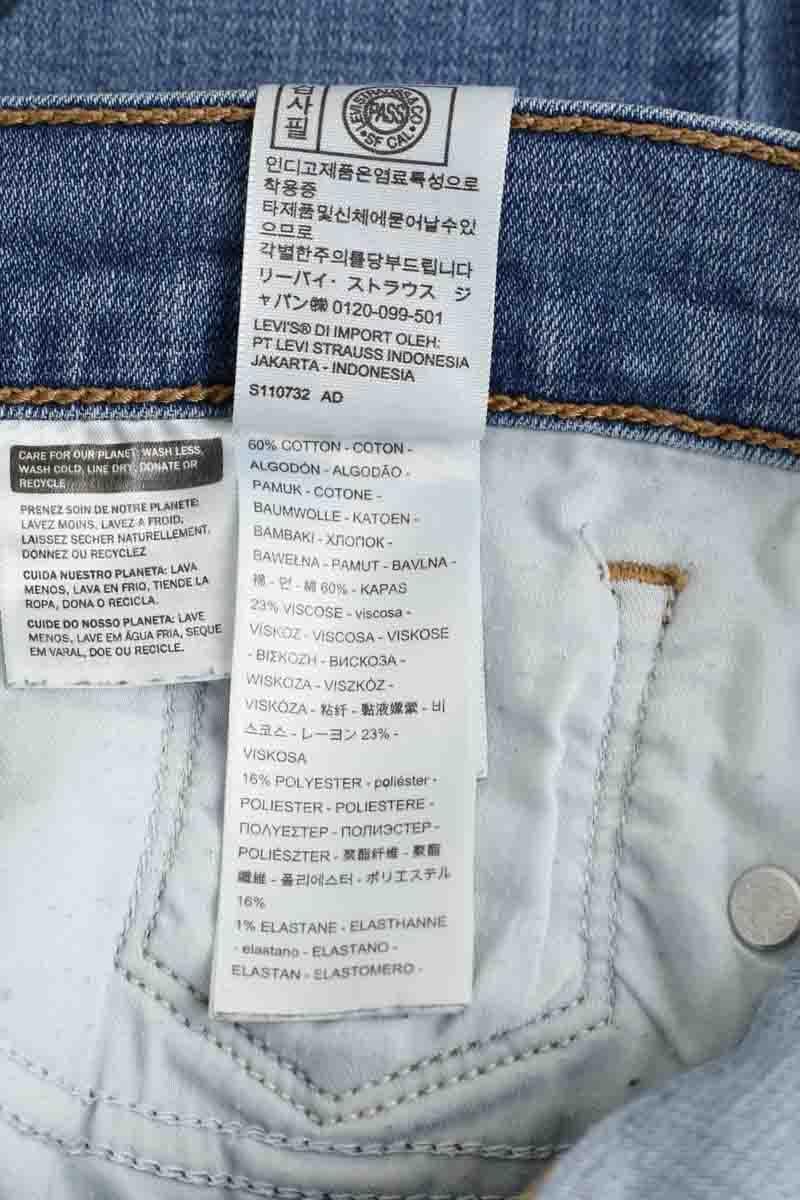 검사필
LEVI STRAUSS & CO
PASS
SF CAL.
인디고제품은염료특성으로
착용중
타제품및신체에묻어날수있
으므로
각별한주의를당부드립니다
リーバイ・ストラウス ジ
ャパン㈱ 0120-099-501
LEVI'S® DI IMPORT OLEH:
PT LEVI STRAUSS INDONESIA
JAKARTA - INDONESIA
S110732 AD
CARE FOR OUR PLANET: WASH LESS,
WASH COLD, LINE DRY, DONATE OR
RECYCLE
PRENEZ SOIN DE NOTRE PLANETE:
LAVEZ MOINS, LAVEZ A FROID,
LAISSEZ SECHER NATURELLEMENT,
DONNEZ OU RECYCLEZ
CUIDA NUESTRO PLANETA: LAVA
MENOS, LAVA EN FRIO, TIENDE LA
ROPA, DONA O RECICLA.
CUIDE DO NOSSO PLANETA: LAVE
MENOS, LAVE EM ÁGUA FRIA, SEQUE
EM VARAL, DOE OU RECICLE.
60% COTTON - COTON -
ALGODÓN - ALGODÃO -
PAMUK - COTONE -
BAUMWOLLE - KATOEN -
BAMBAKI - ХЛОПОК -
BAWEŁNA - PAMUT - BAVLNA -
棉 - 면 - 綿 60% - KAPAS
23% VISCOSE - viscosa -
VİSKOZ - VISCOSA - VISKOSE
- ΒΙΣΚΟΖΗ - ВИСКОЗА -
WISKOZA - VISZKÓZ -
VISKÓZA - 粘纤 - 黏液嫘縈 - 비
스코스 - レーヨン 23% -
VISKOSA
16% POLYESTER - poliéster -
POLIESTER - POLIESTERE -
ΠΟΛΥΕΣΤΕΡ - ПОЛИЭСТЕР -
POLIÉSZTER - 聚酯纤维 - 聚酯
纖維 - 폴리에스터 - ポリエステル
16%
1% ELASTANE - ELASTHANNE
- elastano - ELASTANO -
ELASTAN - ELASTOMERO -